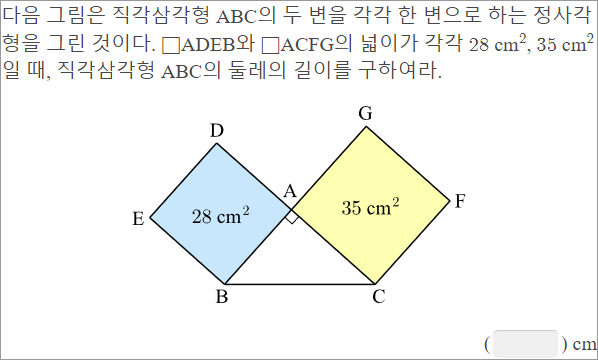 다음 그림은 직각삼각형 ABC의 두 변을 각각 한 변으로 하는 정사각
형을 그린 것이다. □ADEB와 □ACFG의 넓이가 각각 28 cm², 35 cm²
일 때, 직각삼각형 ABC의 둘레의 길이를 구하여라.
G
D
A
F
E
28 cm²
35 cm²
B
C
( ) cm